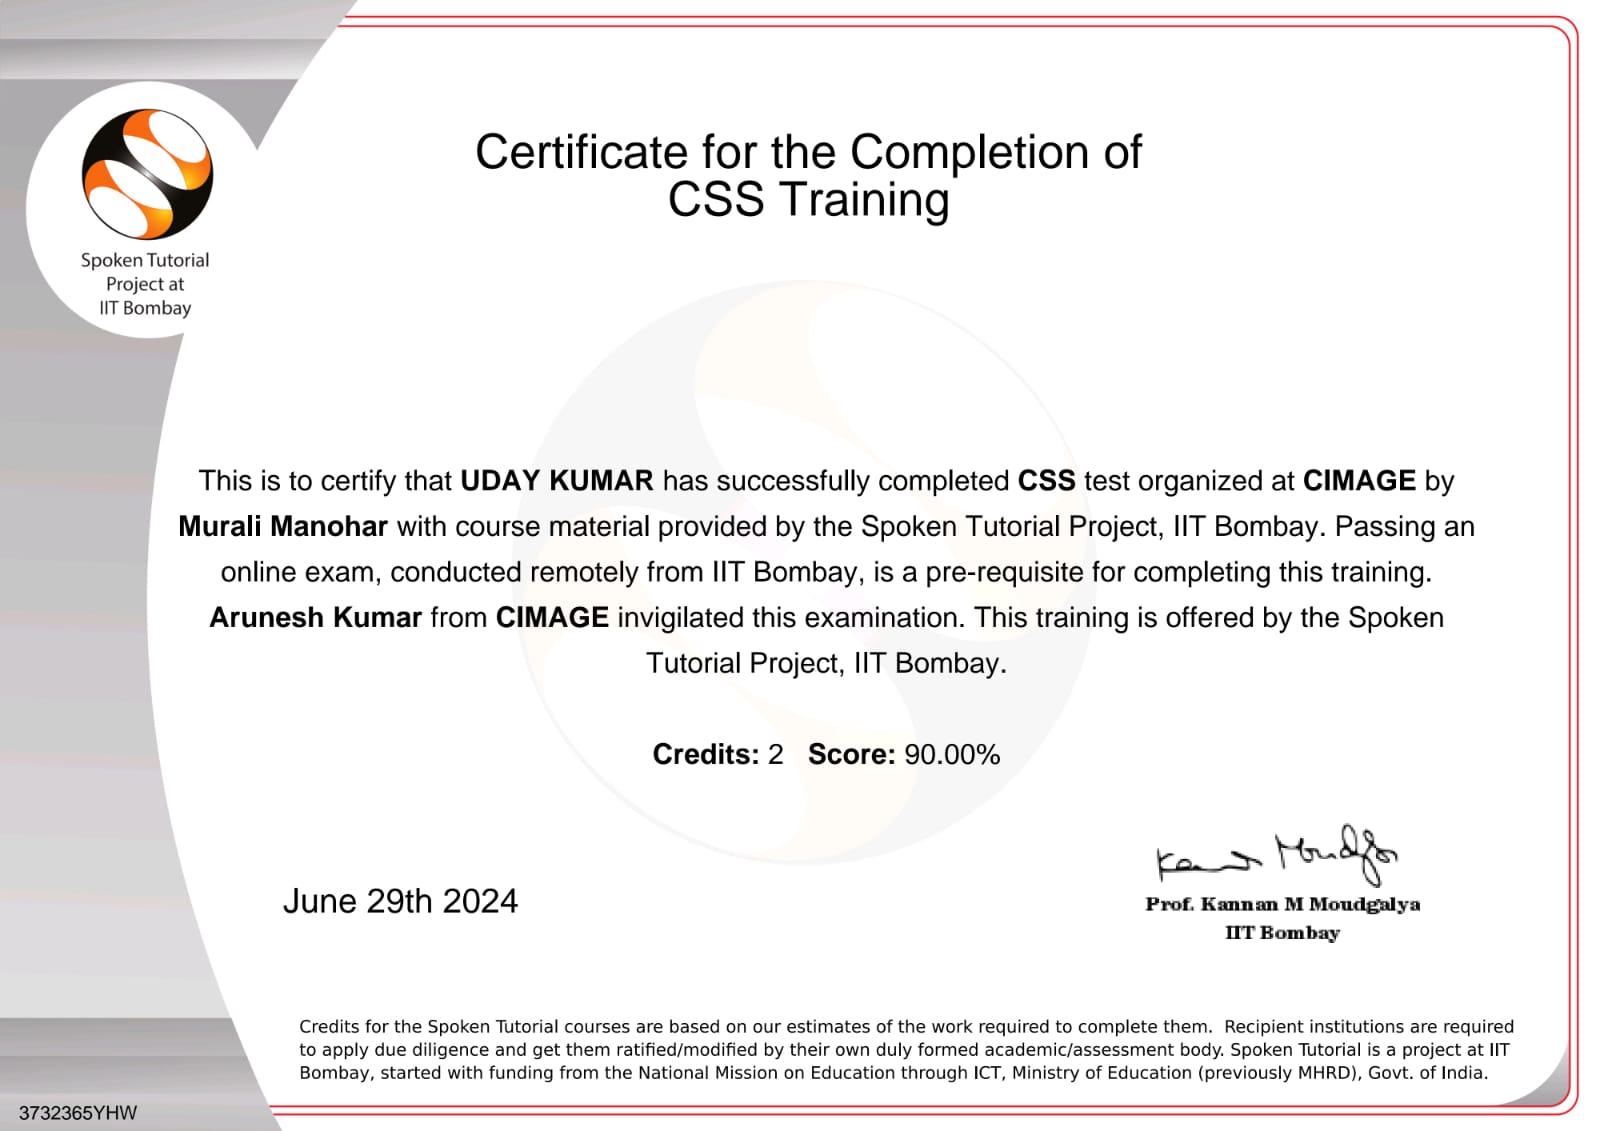 Spoken Tutorial
Project at
IIT Bombay
Certificate for the Completion of
CSS Training
This is to certify that UDAY KUMAR has successfully completed CSS test organized at CIMAGE by
Murali Manohar with course material provided by the Spoken Tutorial Project, IIT Bombay. Passing an
online exam, conducted remotely from IIT Bombay, is a pre-requisite for completing this training.
Arunesh Kumar from CIMAGE invigilated this examination. This training is offered by the Spoken
Tutorial Project, IIT Bombay.
Credits: 2 Score: 90.00%
June 29th 2024
Prof. Kannan M Moudgalya
IIT Bombay
Credits for the Spoken Tutorial courses are based on our estimates of the work required to complete them. Recipient institutions are required
to apply due diligence and get them ratified/modified by their own duly formed academic/assessment body. Spoken Tutorial is a project at IIT
Bombay, started with funding from the National Mission on Education through ICT, Ministry of Education (previously MHRD), Govt. of India.
3732365YHW